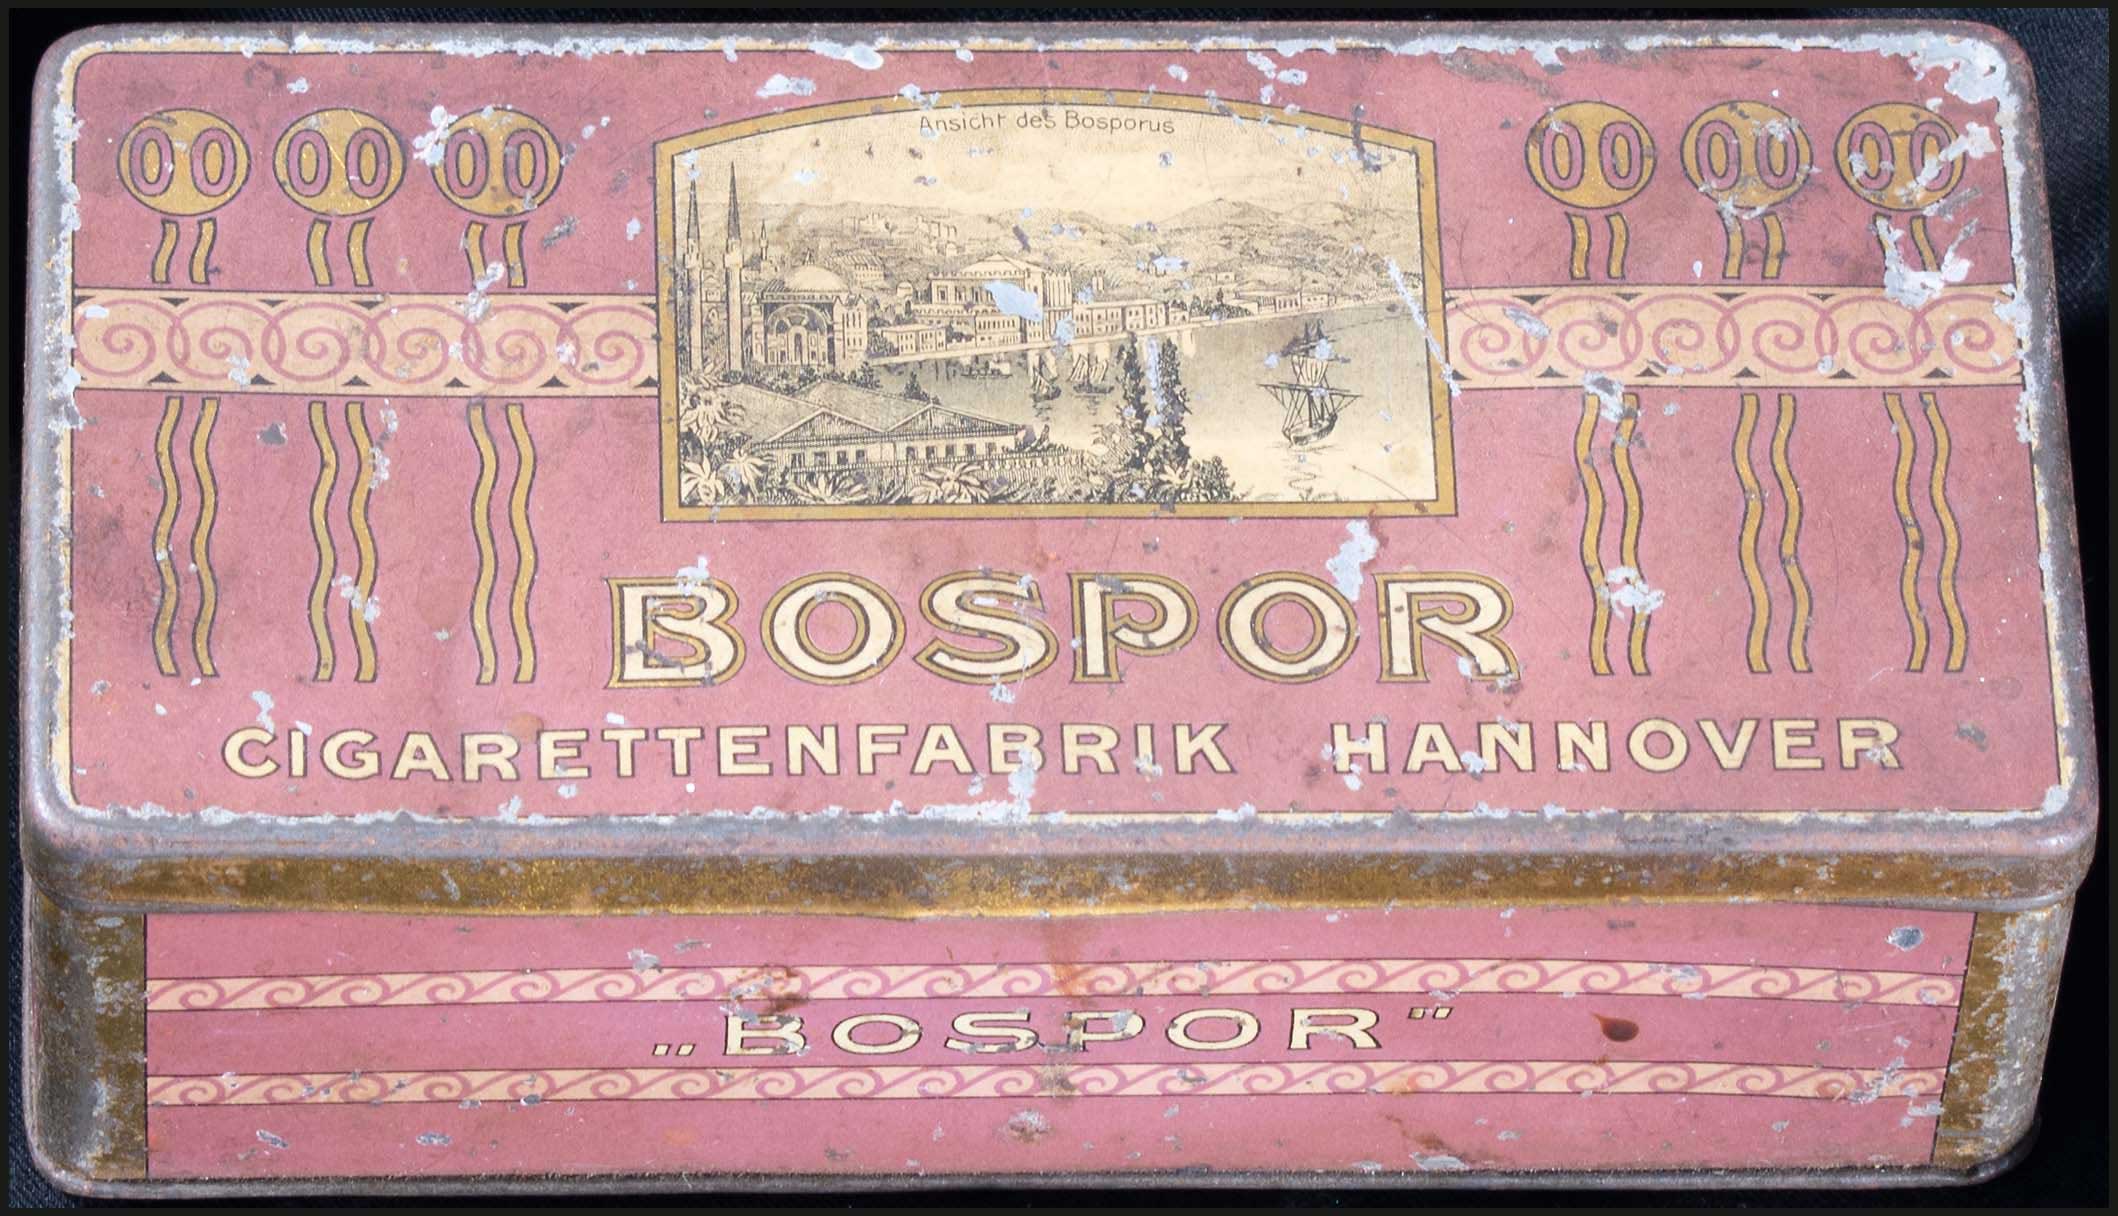 Ansicht des Bosporus
BOSPOR
CIGARETTENFABRIK HANNOVER
„BOSPOR"